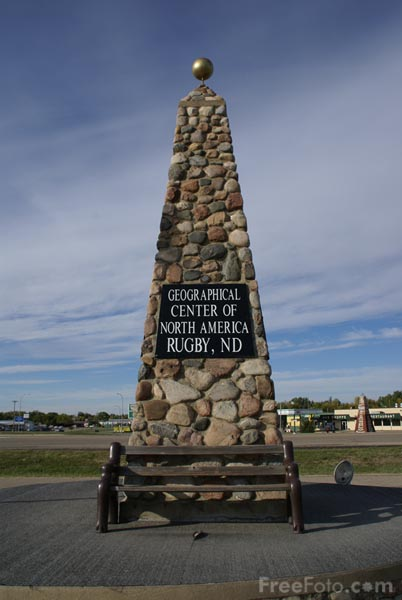 GEOGRAPHICAL
CENTER OF
NORTH AMERICA
RUGBY, ND
FreeFoto.com